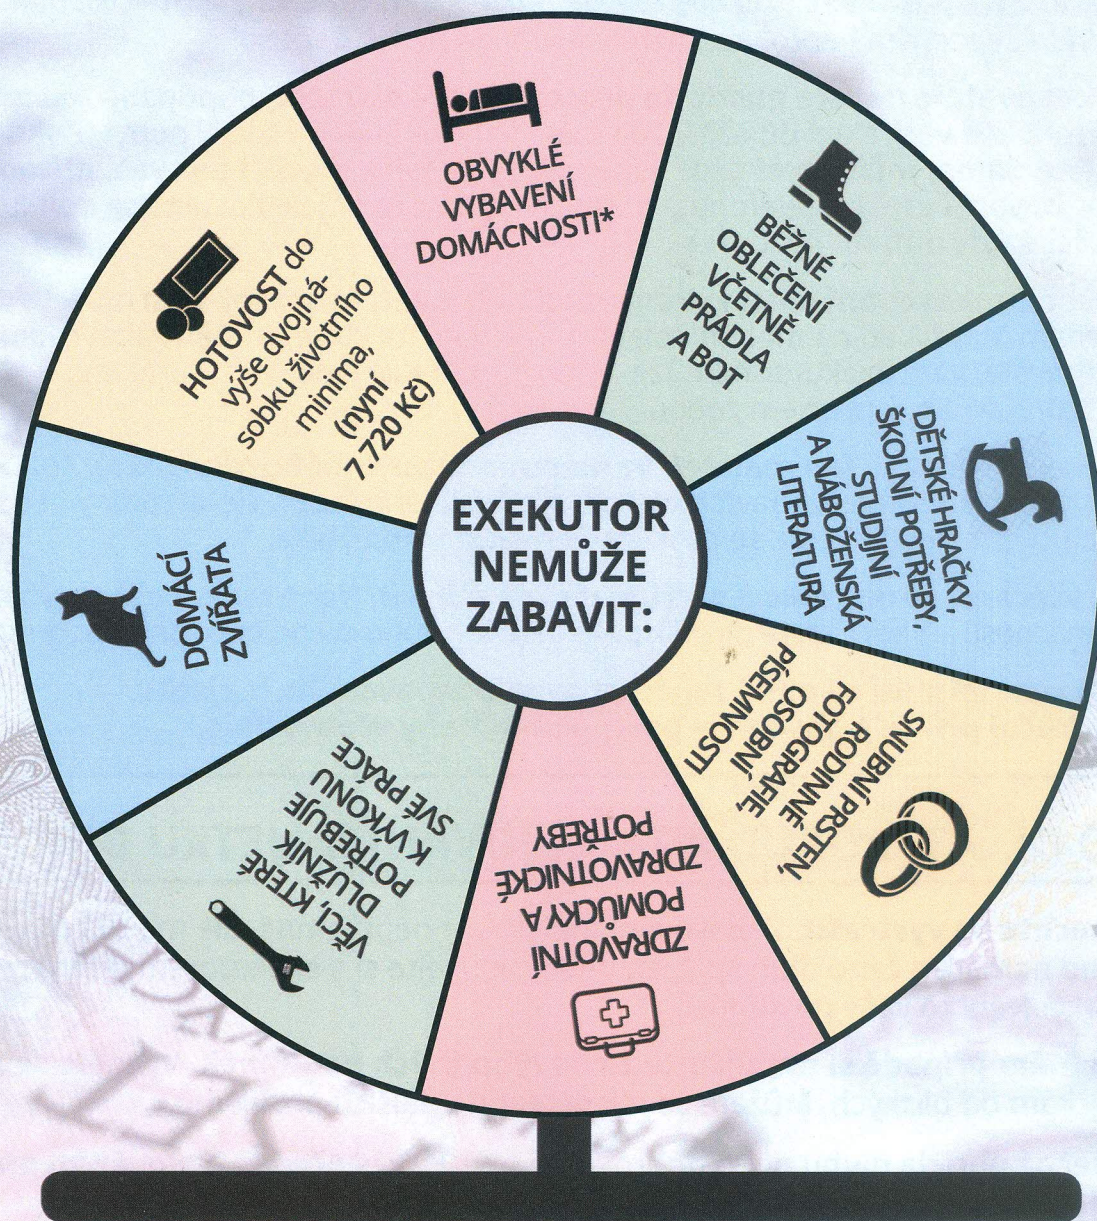 EXEKUTOR
NEMŮŽE
ZABAVIT:
OBVYKLÉ
VYBAVENÍ
DOMÁCNOSTI*
BĚŽNÉ
OBLEČENÍ
VČETNĚ
PRÁDLA
A BOT
DĚTSKÉ HRAČKY,
ŠKOLNÍ POTŘEBY,
STUDIJNÍ
A NÁBOŽENSKÁ
LITERATURA
SNUBNÍ PRSTEN,
RODINNÉ
FOTOGRAFIE,
OSOBNÍ
PÍSEMNOSTI
ZDRAVOTNÍ
POMŮCKY A
ZDRAVOTNICKÉ
POTŘEBY
VĚCI, KTERÉ
DLUŽNÍK
POTŘEBUJE
K VÝKONU
SVÉ PRÁCE
DOMÁCÍ
ZVÍŘATA
HOTOVOST do
výše dvojná-
sobku životního
minima,
(nyní
7.720 Kč)
SET